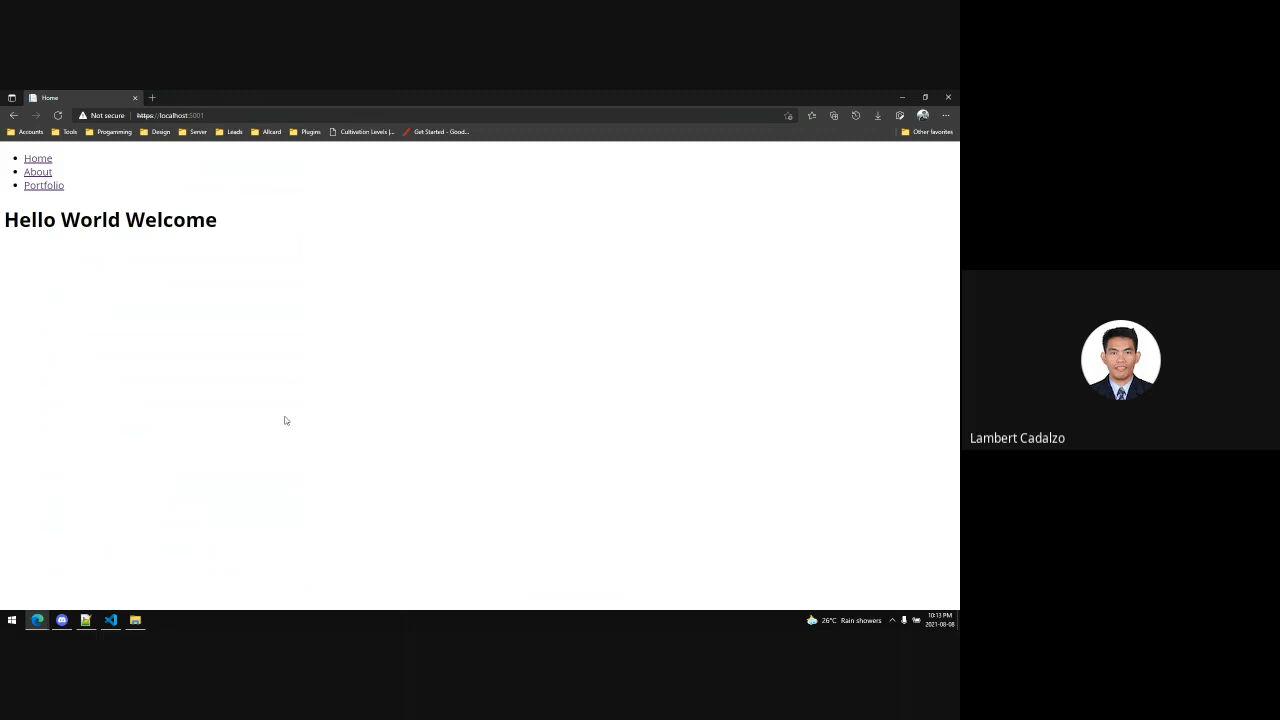 Home
Not secure https://localhost:5001
Accounts Tools Progamming Design Server Leads Allcard Plugins Cultivation Levels |... Get Started - Good... Other favorites
Home
About
Portfolio
Hello World Welcome
Lambert Cadalzo
26°C Rain showers
10:13 PM
2021-08-08